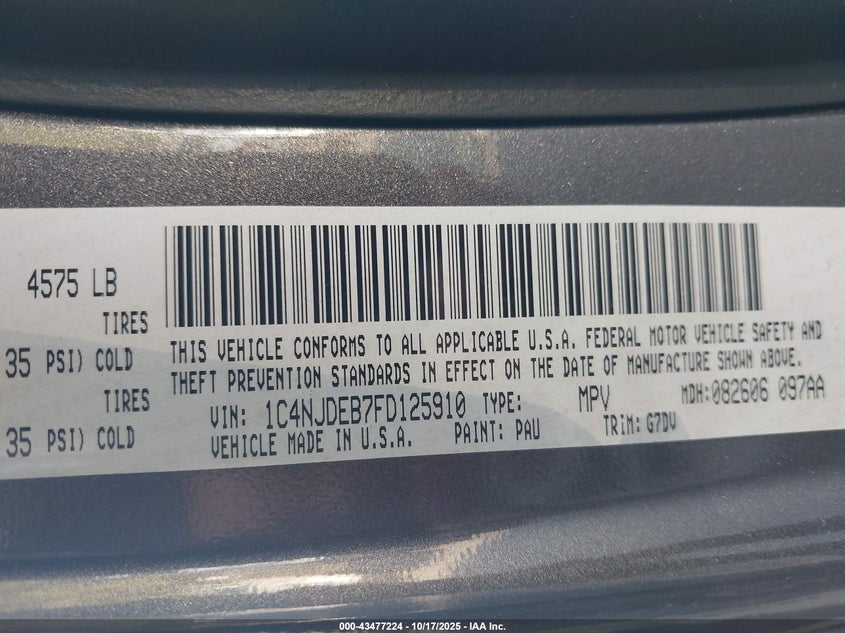 4575 LB
TIRES
35 PSI) COLD
TIRES
35 PSI) COLD
THIS VEHICLE CONFORMS TO ALL APPLICABLE U.S.A. FEDERAL MOTOR VEHICLE SAFETY AND
THEFT PREVENTION STANDARDS IN EFFECT ON THE DATE OF MANUFACTURE SHOWN ABOVE.
VIN: 1C4NJDEB7FD125910 TYPE: MPV MDH:082606 097AA
VEHICLE MADE IN U.S.A. PAINT: PAU TRIM: G7DV
000-43477224 | 10/17/2025 - IAA Inc.